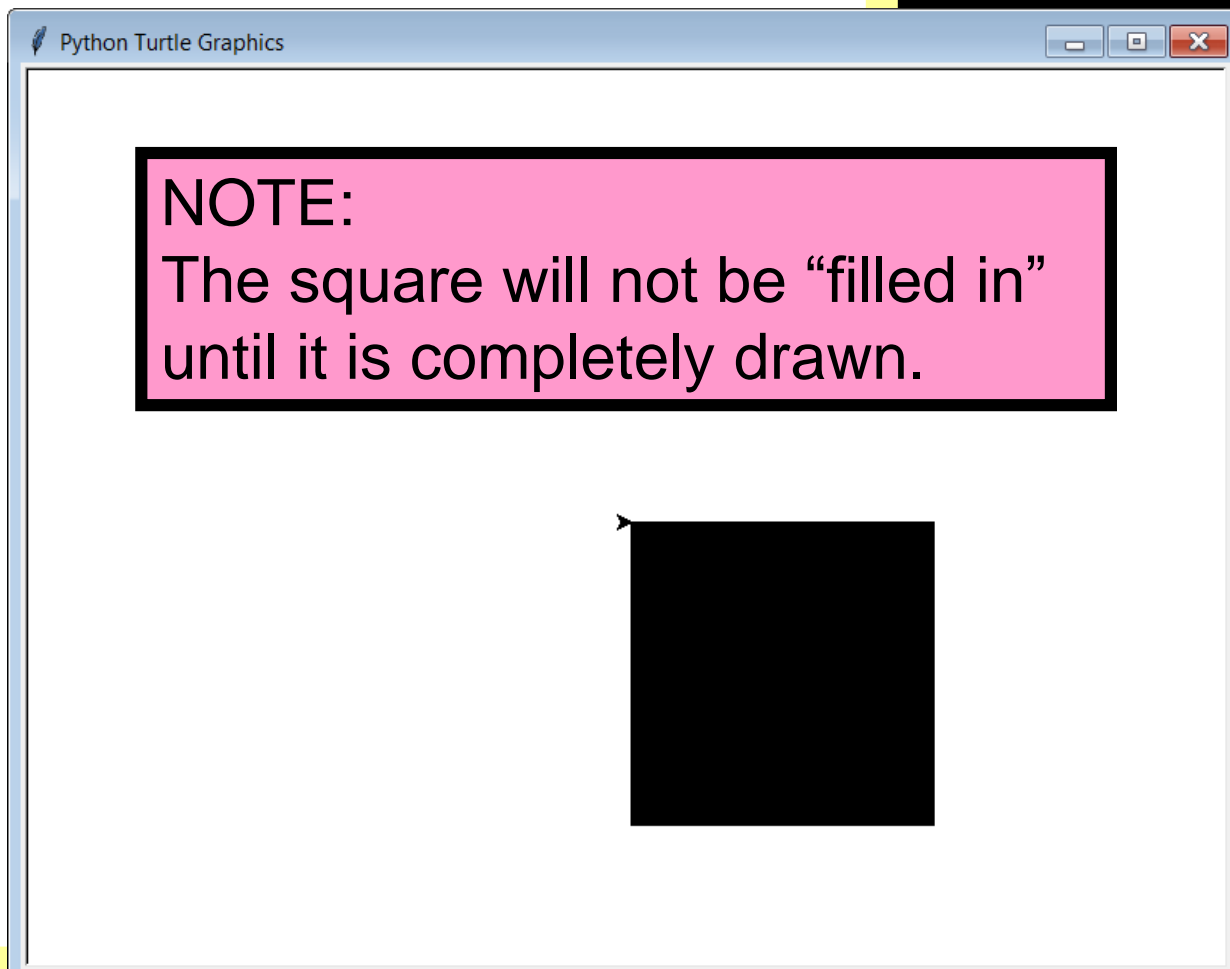 Python Turtle Graphics
NOTE:
The square will not be “filled in”
until it is completely drawn.